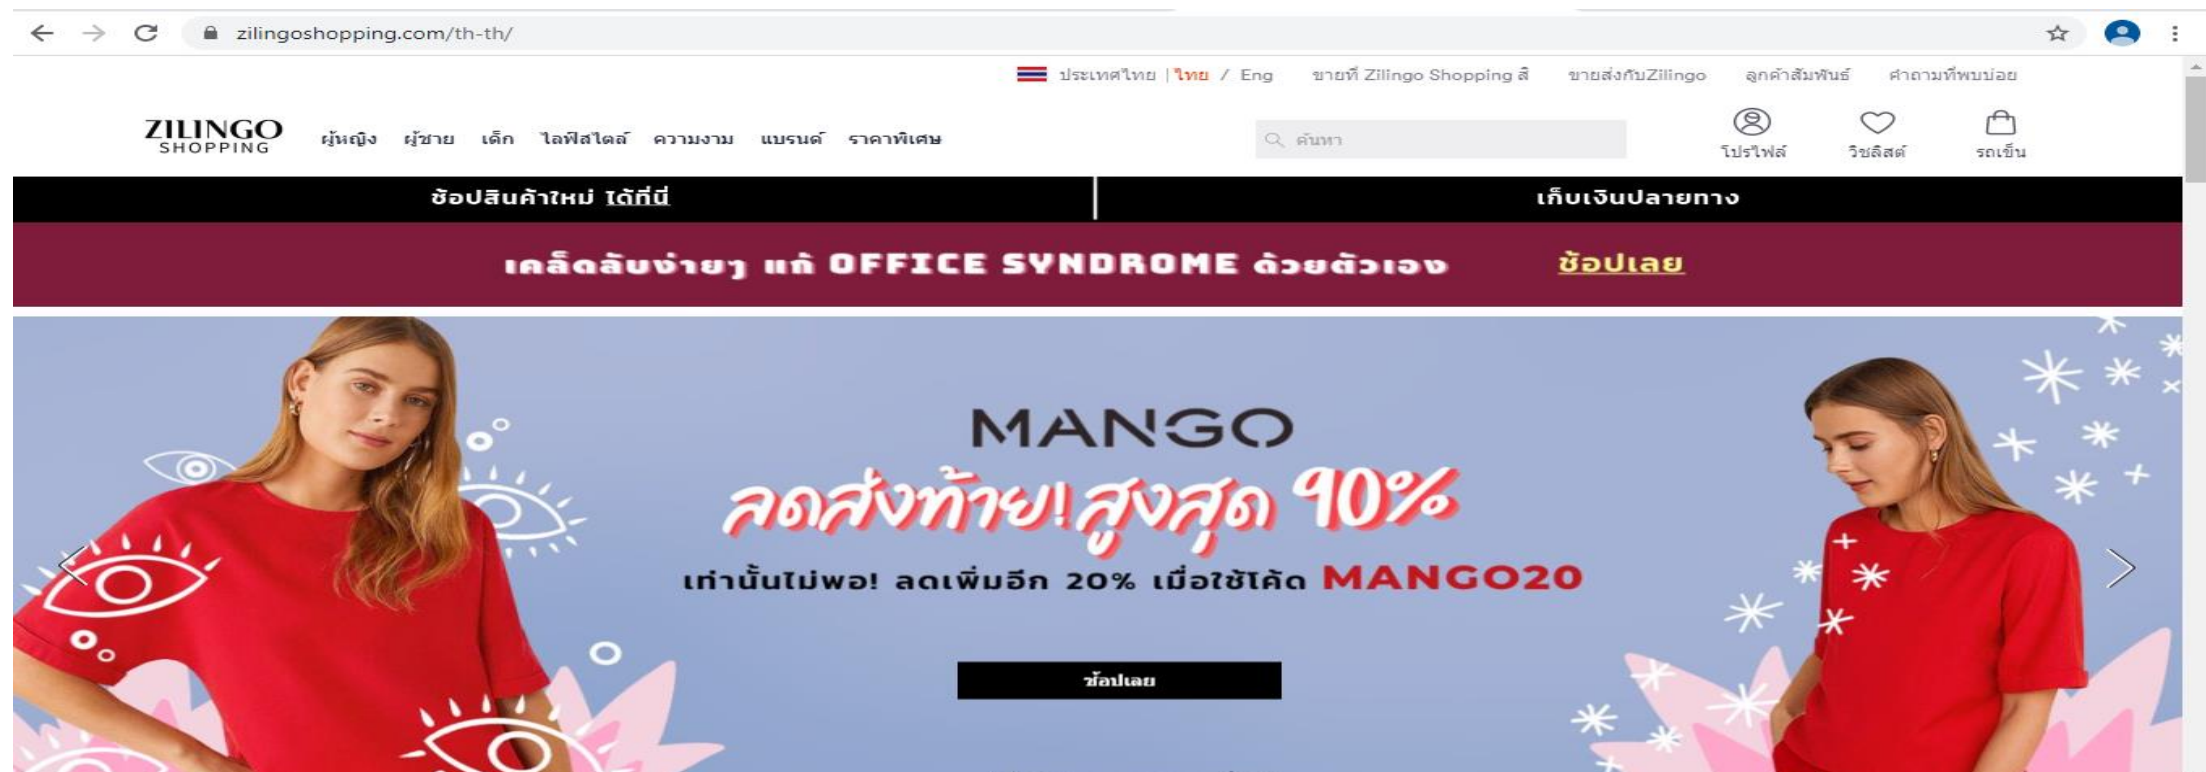 zilingoshopping.com/th-th/
ประเทศไทย | ไทย / Eng ขายที่ Zilingo Shopping สิ ขายส่งกับZilingo ลูกค้าสัมพันธ์ คำถามที่พบบ่อย
ZILINGO
SHOPPING
ผู้หญิง ผู้ชาย เด็ก ไลฟ์สไตล์ ความงาม แบรนด์ ราคาพิเศษ
ค้นหา
โปรไฟล์ วิชลิสต์ รถเข็น
ช้อปสินค้าใหม่ ได้ที่นี่ เก็บเงินปลายทาง
เคล็ดลับง่ายๆ แก้ OFFICE SYNDROME ด้วยตัวเอง ช้อปเลย
MANGO
ลดส่งท้าย! สูงสุด 90%
เท่านั้นไม่พอ! ลดเพิ่มอีก 20% เมื่อใช้โค้ด MANGO20
ช้อปเลย